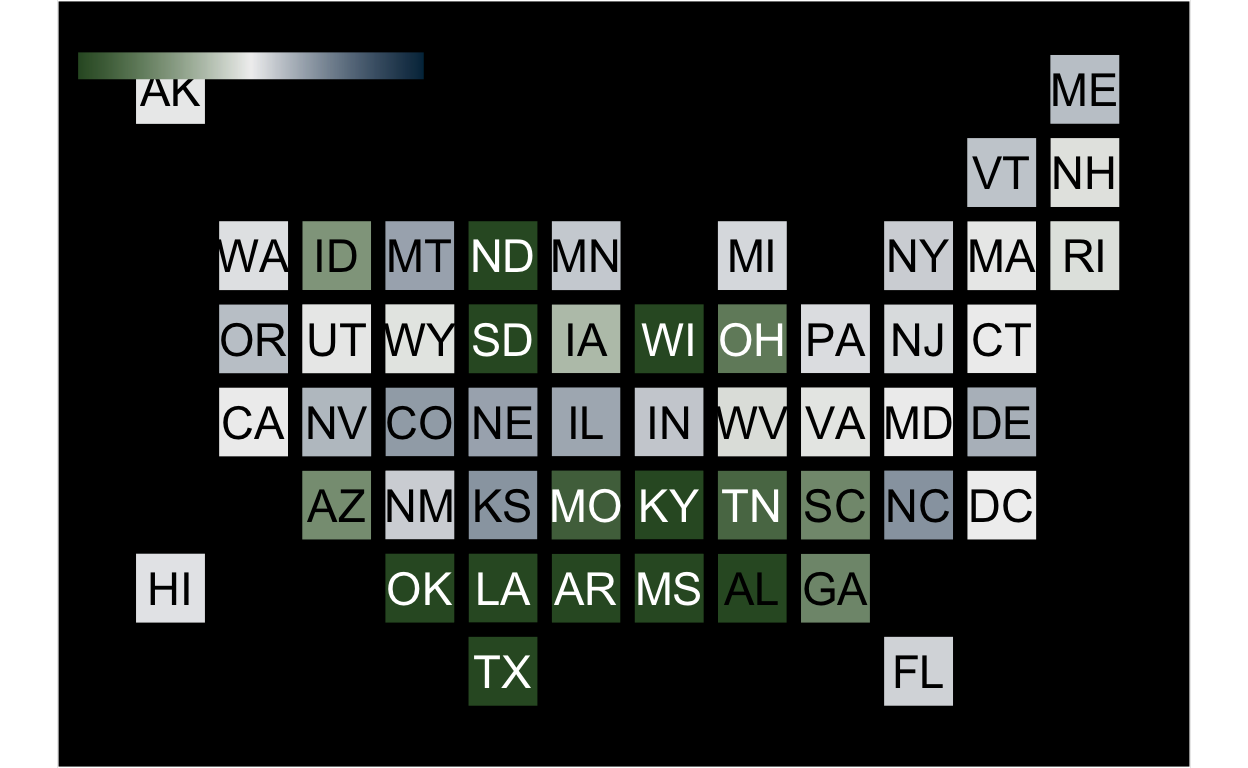 AK ME
VT NH
WA ID MT ND MN MI NY MA RI
OR UT WY SD IA WI OH PA NJ CT
CA NV CO NE IL IN WV VA MD DE
AZ NM KS MO KY TN SC NC DC
HI OK LA AR MS AL GA
TX FL